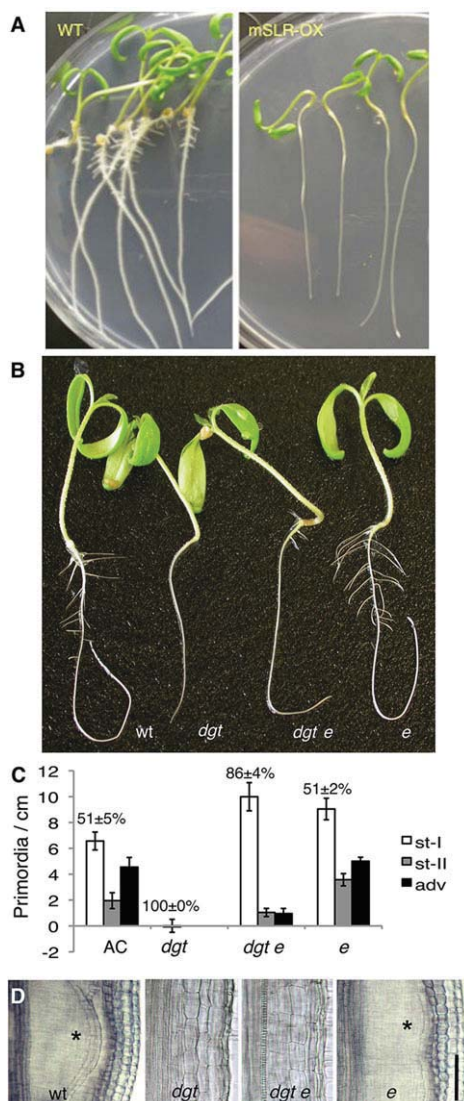 A
WT
mSLR-OX
B
wt dgt dgt e e
C
Primordia / cm
12
10
8
6
4
2
0
-2
51±5%
100±0%
86±4%
51±2%
AC dgt dgt e e
st-I
st-II
adv
D
* *
wt dgt dgt e e